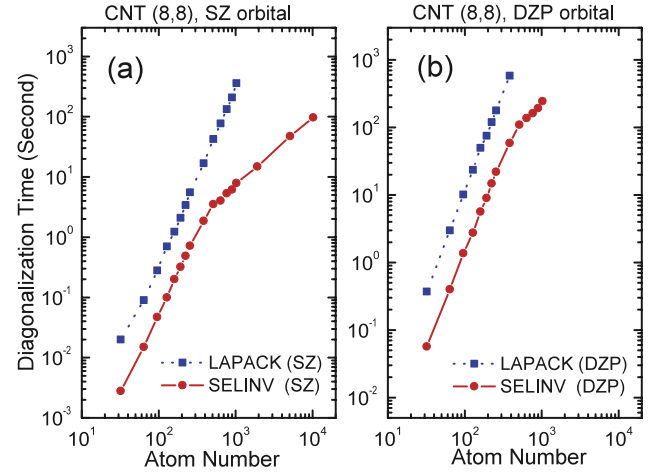 CNT (8,8), SZ orbital
CNT (8,8), DZP orbital
(a)
(b)
Diagonalization Time (Second)
10³
10²
10¹
10⁰
10⁻¹
10⁻²
10⁻³
10³
10²
10¹
10⁰
10⁻¹
10⁻²
LAPACK (SZ)
SELINV (SZ)
LAPACK (DZP)
SELINV (DZP)
10¹ 10² 10³ 10⁴
10¹ 10² 10³ 10⁴
Atom Number
Atom Number